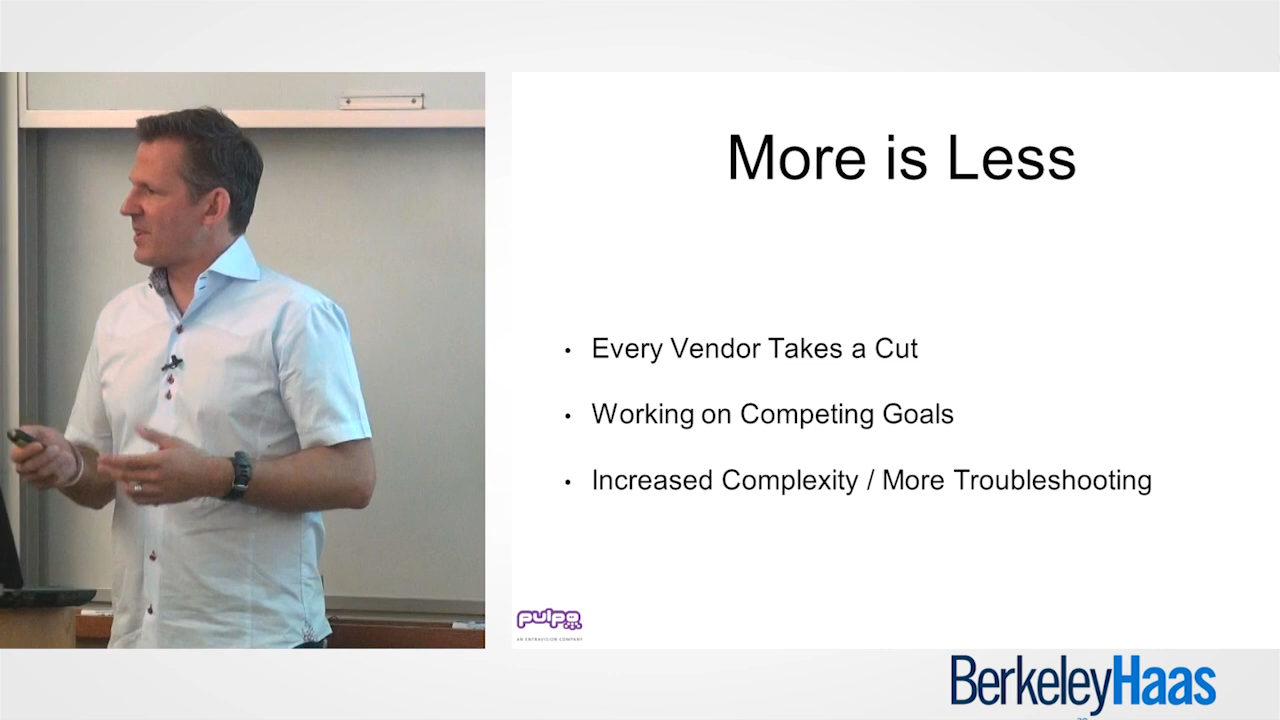 More is Less
• Every Vendor Takes a Cut
• Working on Competing Goals
• Increased Complexity / More Troubleshooting
pulpo
AN ENTRAVISION COMPANY
BerkeleyHaas